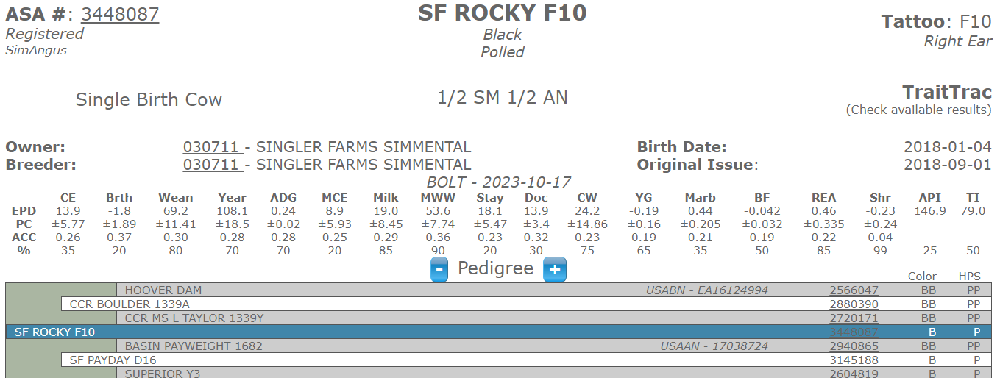 ASA #: 3448087
Registered
SimAngus
SF ROCKY F10
Black
Polled
Tattoo: F10
Right Ear
Single Birth Cow
1/2 SM 1/2 AN
TraitTrac
(Check available results)
Owner: 030711 - SINGLER FARMS SIMMENTAL Birth Date: 2018-01-04
Breeder: 030711 - SINGLER FARMS SIMMENTAL Original Issue: 2018-09-01
BOLT - 2023-10-17
CE Brth Wean Year ADG MCE Milk MWW Stay Doc CW YG Marb BF REA Shr API TI
EPD 13.9 -1.8 69.2 108.1 0.24 8.9 19.0 53.6 18.1 13.9 24.2 -0.19 0.44 -0.042 0.46 -0.23 146.9 79.0
PC ±5.77 ±1.89 ±11.41 ±18.5 ±0.02 ±5.93 ±8.45 ±7.74 ±5.47 ±3.4 ±14.86 ±0.16 ±0.205 ±0.032 ±0.335 ±0.24
ACC 0.26 0.37 0.30 0.28 0.28 0.25 0.29 0.36 0.23 0.32 0.23 0.19 0.21 0.19 0.22 0.04
% 35 20 80 70 70 20 85 90 20 30 75 65 35 50 85 99 25 50
- Pedigree +
Color HPS
HOOVER DAM USABN - EA16124994 2566047 BB PP
CCR BOULDER 1339A 2880390 BB PP
CCR MS L TAYLOR 1339Y 2720171 BB PP
SF ROCKY F10 3448087 B P
BASIN PAYWEIGHT 1682 USAAN - 17038724 2940865 BB PP
SF PAYDAY D16 3145188 B P
SUPERIOR Y3 2604819 B P